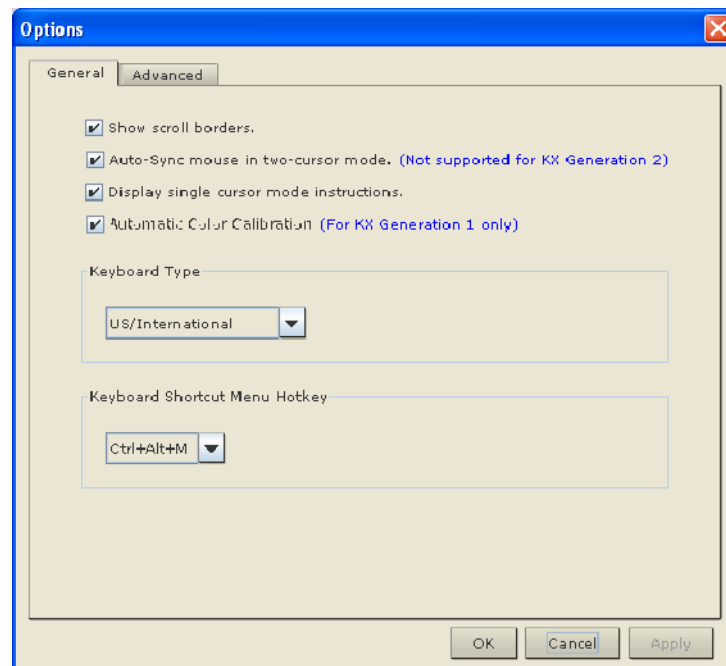 Options
General Advanced
Show scroll borders.
Auto-Sync mouse in two-cursor mode. (Not supported for KX Generation 2)
Display single cursor mode instructions.
Automatic Color Calibration (For KX Generation 1 only)
Keyboard Type
US/International
Keyboard Shortcut Menu Hotkey
Ctrl+Alt+M
OK Cancel Apply